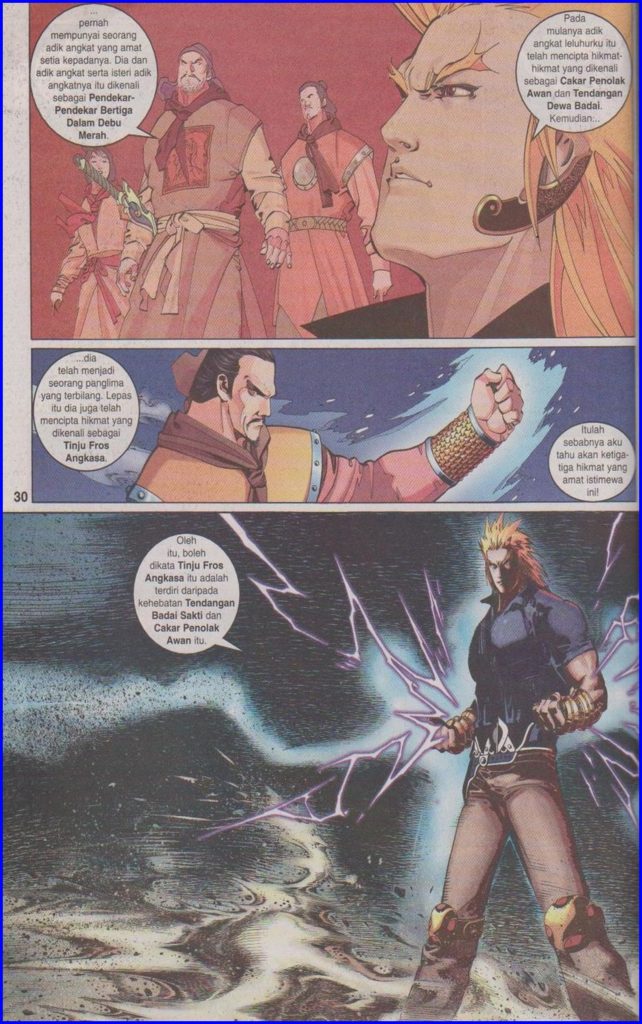 ...
pernah
mempunyai seorang
adik angkat yang amat
setia kepadanya. Dia dan
adik angkat serta isteri adik
angkatnya itu dikenali
sebagai Pendekar-
Pendekar Bertiga
Dalam Debu
Merah.
Pada
mulanya adik
angkat leluhurku itu
telah mencipta hikmat-
hikmat yang dikenali
sebagai Cakar Penolak
Awan dan Tendangan
Dewa Badai.
Kemudian...
...dia
telah menjadi
seorang panglima
yang terbilang. Lepas
itu dia juga telah
mencipta hikmat yang
dikenali sebagai
Tinju Fros
Angkasa.
Itulah
sebabnya aku
tahu akan ketiga-
tiga hikmat yang
amat istimewa
ini!
30
Oleh
itu, boleh
dikata Tinju Fros
Angkasa itu adalah
terdiri daripada
kehebatan Tendangan
Badai Sakti dan
Cakar Penolak
Awan itu.